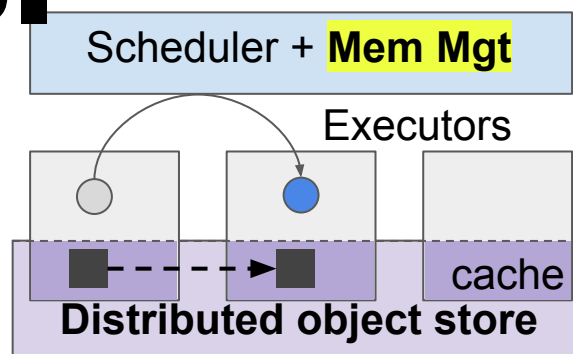 Scheduler + Mem Mgt
Executors
cache
Distributed object store